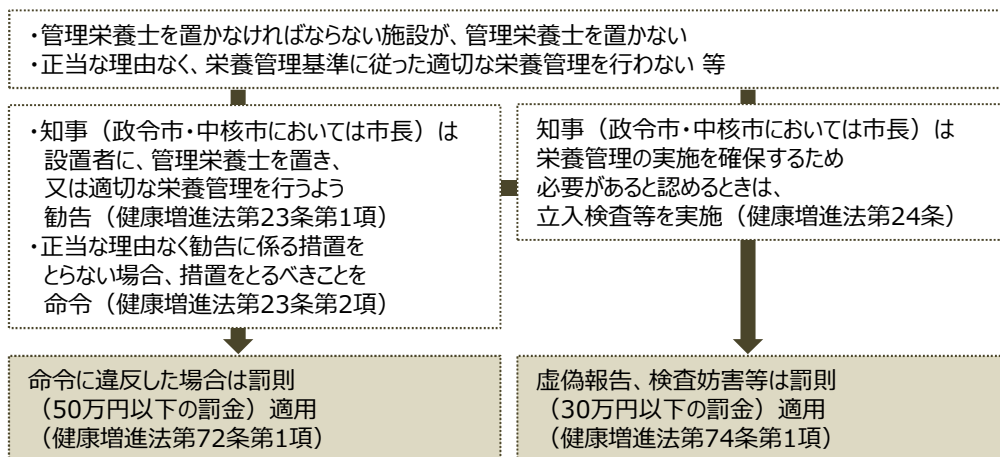 ・管理栄養士を置かなければならない施設が、管理栄養士を置かない
・正当な理由なく、栄養管理基準に従った適切な栄養管理を行わない 等
・知事（政令市・中核市においては市長）は
設置者に、管理栄養士を置き、
又は適切な栄養管理を行うよう
勧告（健康増進法第23条第1項）
・正当な理由なく勧告に係る措置を
とらない場合、措置をとるべきことを
命令（健康増進法第23条第2項）
知事（政令市・中核市においては市長）は
栄養管理の実施を確保するため
必要があると認めるときは、
立入検査等を実施（健康増進法第24条）
命令に違反した場合は罰則
（50万円以下の罰金）適用
（健康増進法第72条第1項）
虚偽報告、検査妨害等は罰則
（30万円以下の罰金）適用
（健康増進法第74条第1項）